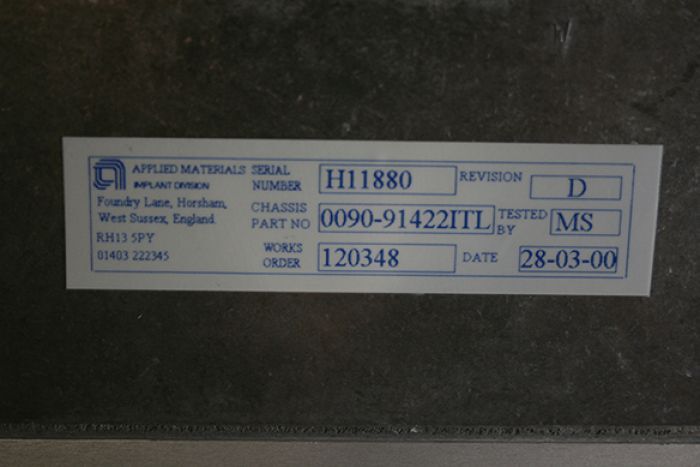 APPLIED MATERIALS
IMPLANT DIVISION
Foundry Lane, Horsham,
West Sussex, England.
RH13 5PY
01403 222345
SERIAL NUMBER H11880 REVISION D
CHASSIS PART NO 0090-91422ITL TESTED BY MS
WORKS ORDER 120348 DATE 28-03-00